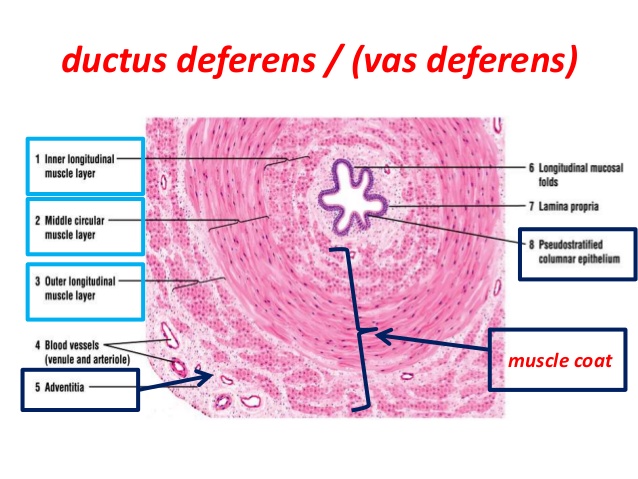 ductus deferens / (vas deferens)
1 Inner longitudinal
muscle layer
2 Middle circular
muscle layer
3 Outer longitudinal
muscle layer
4 Blood vessels
(venule and arteriole)
5 Adventitia
6 Longitudinal mucosal
folds
7 Lamina propria
8 Pseudostratified
columnar epithelium
muscle coat